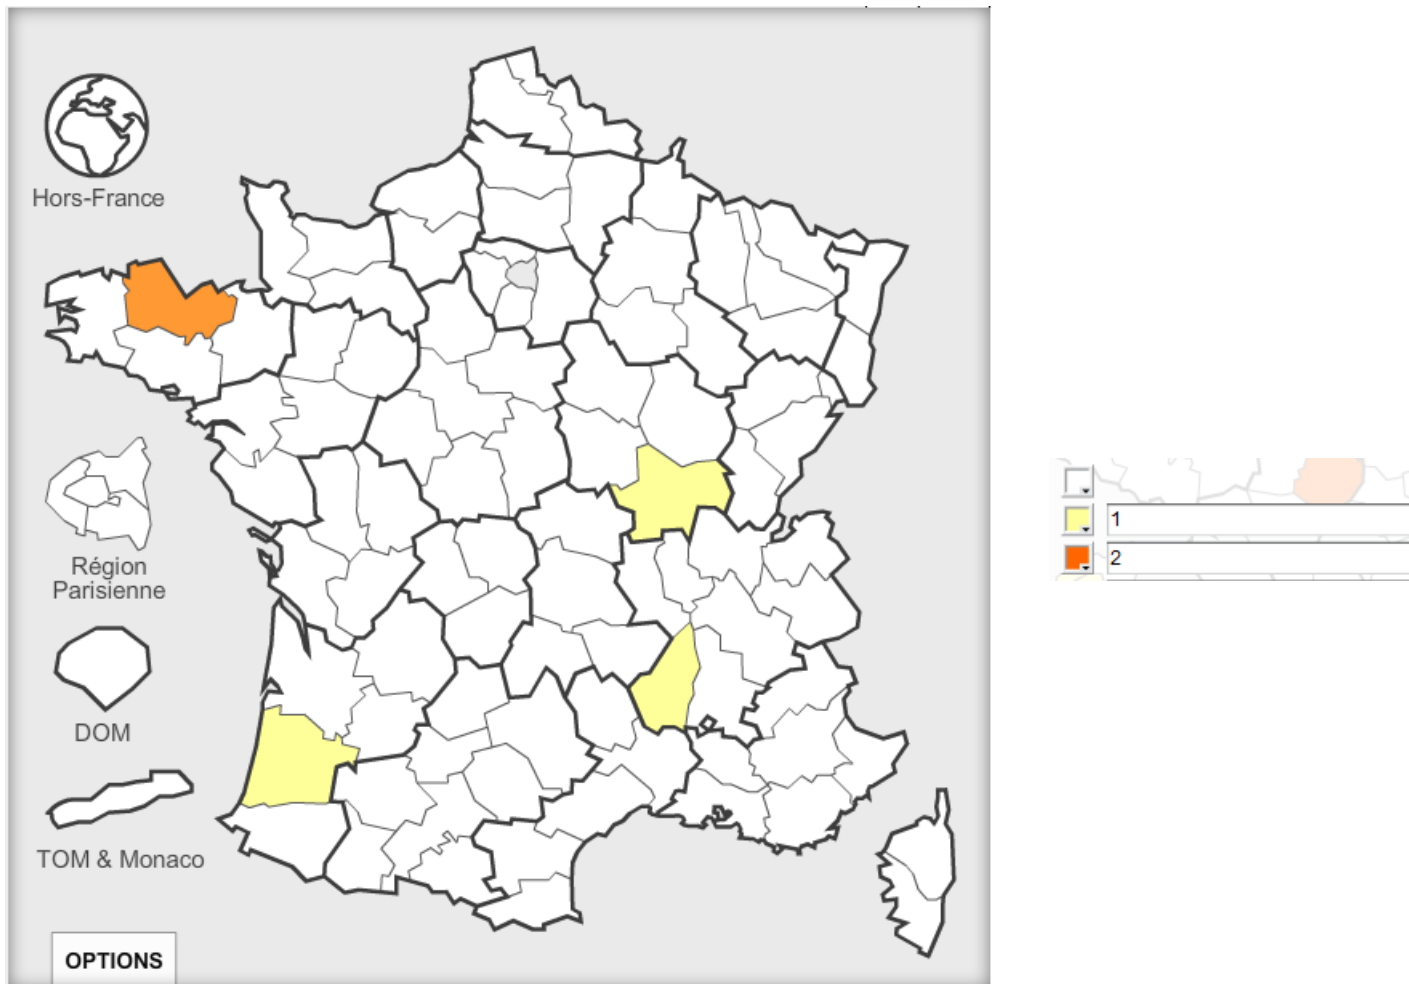 Hors-France
Région
Parisienne
DOM
TOM & Monaco
OPTIONS
1
2